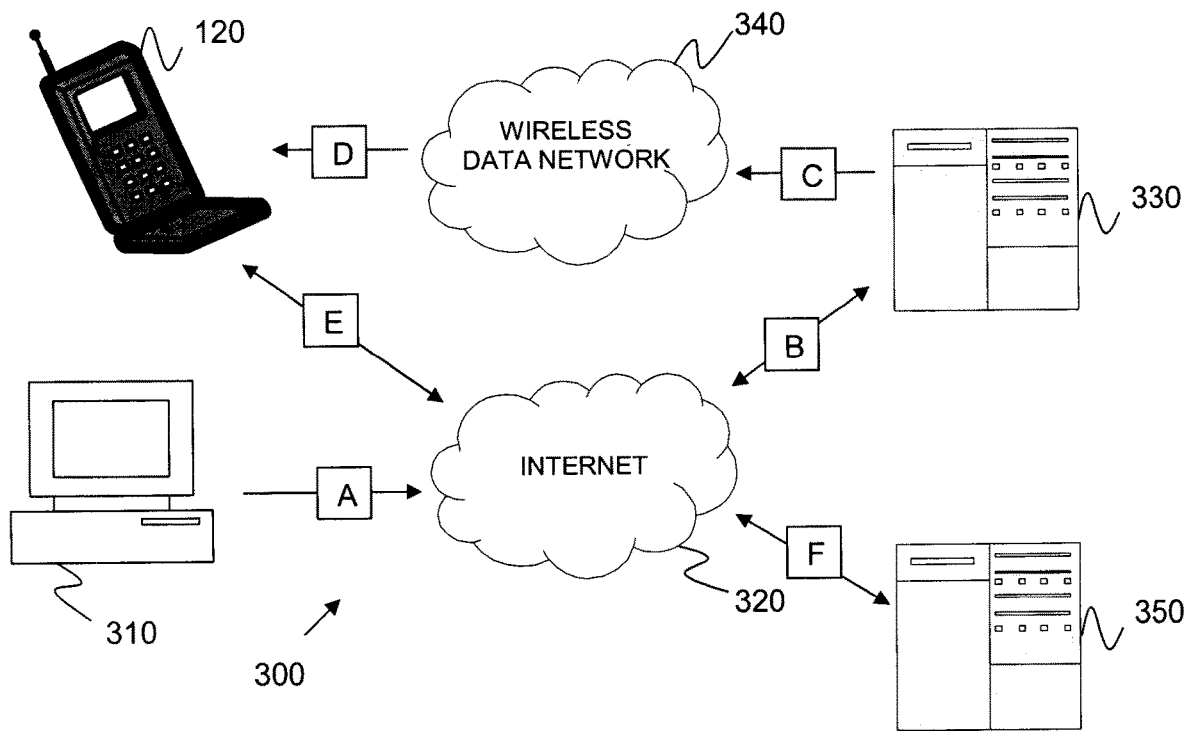 120
340
WIRELESS
DATA NETWORK
D
C
330
E
B
INTERNET
A
F
310
300
320
350